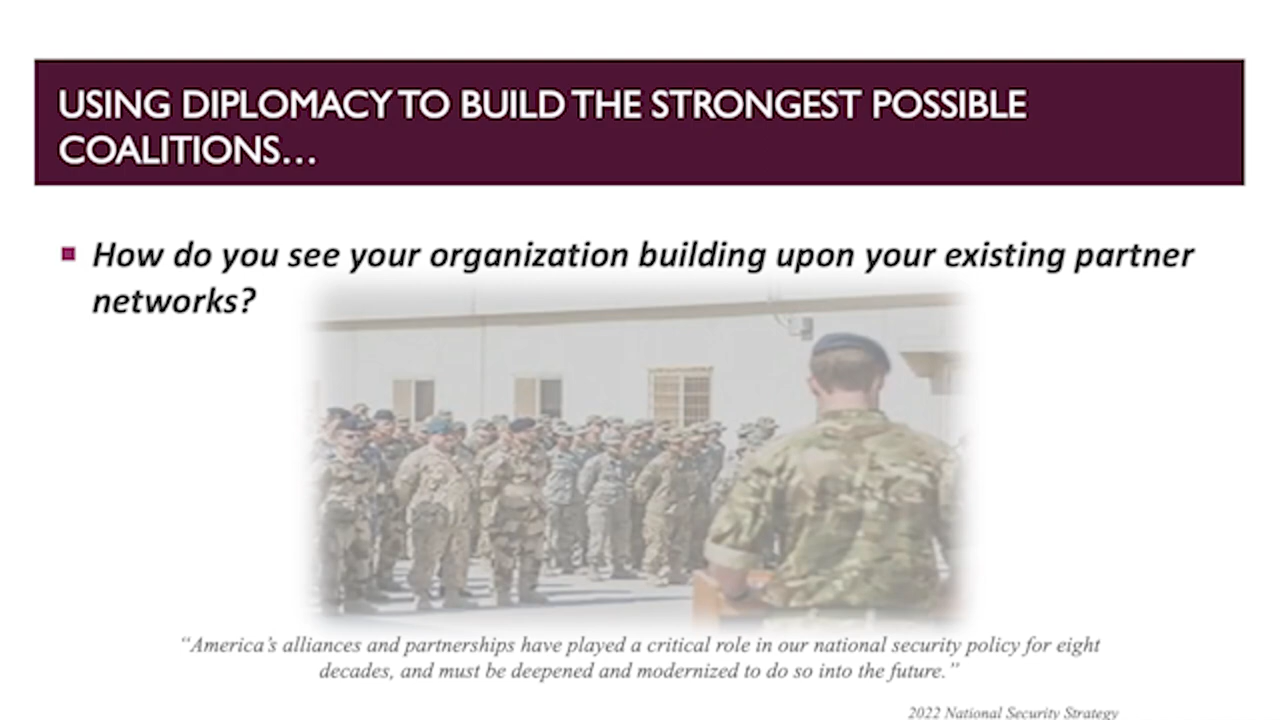 USING DIPLOMACY TO BUILD THE STRONGEST POSSIBLE
COALITIONS…
How do you see your organization building upon your existing partner
networks?
“America’s alliances and partnerships have played a critical role in our national security policy for eight
decades, and must be deepened and modernized to do so into the future.”
2022 National Security Strategy